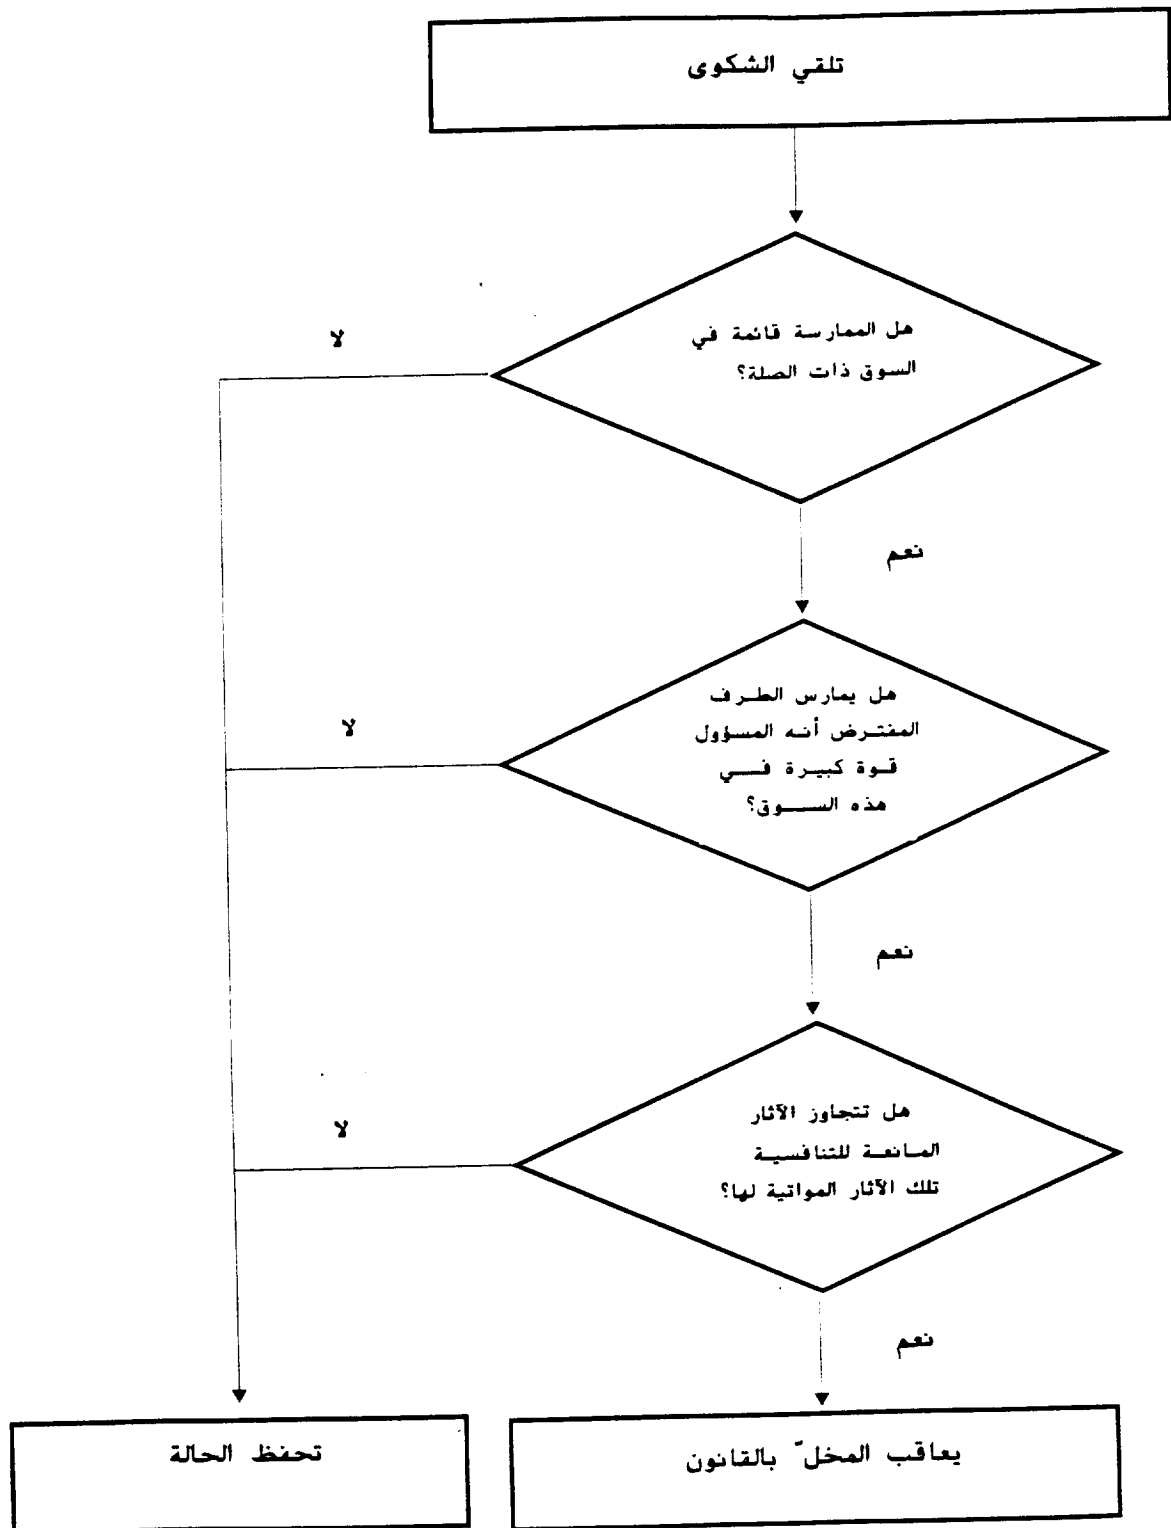 تلقي الشكوى
هل الممارسة قائمة في
السوق ذات الصلة؟
لا
نعم
هل يمارس الطرف
المفترض أنه المسؤول
قوة كبيرة في
هذه السوق؟
لا
نعم
هل تتجاوز الآثار
المانعة للتنافسية
تلك الآثار المواتية لها؟
لا
نعم
يعاقب المخلّ بالقانون
تحفظ الحالة